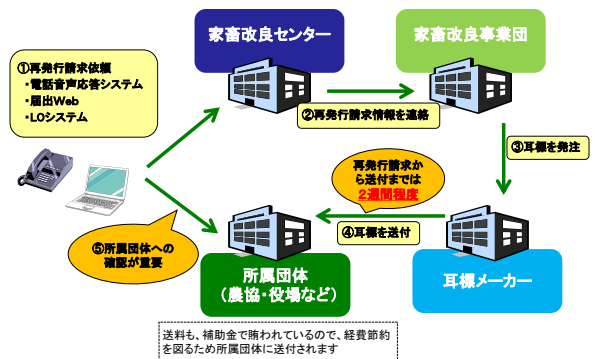 家畜改良センター
家畜改良事業団
①再発行請求依頼
・電話音声応答システム
・届出Web
・LOシステム
②再発行請求情報を連絡
③耳標を発注
再発行請求か
ら送付までは
2週間程度
④耳標を送付
⑤所属団体への
確認が重要
所属団体
（農協・役場など）
耳標メーカー
送料も、補助金で賄われているので、経費節約
を図るため所属団体に送付されます